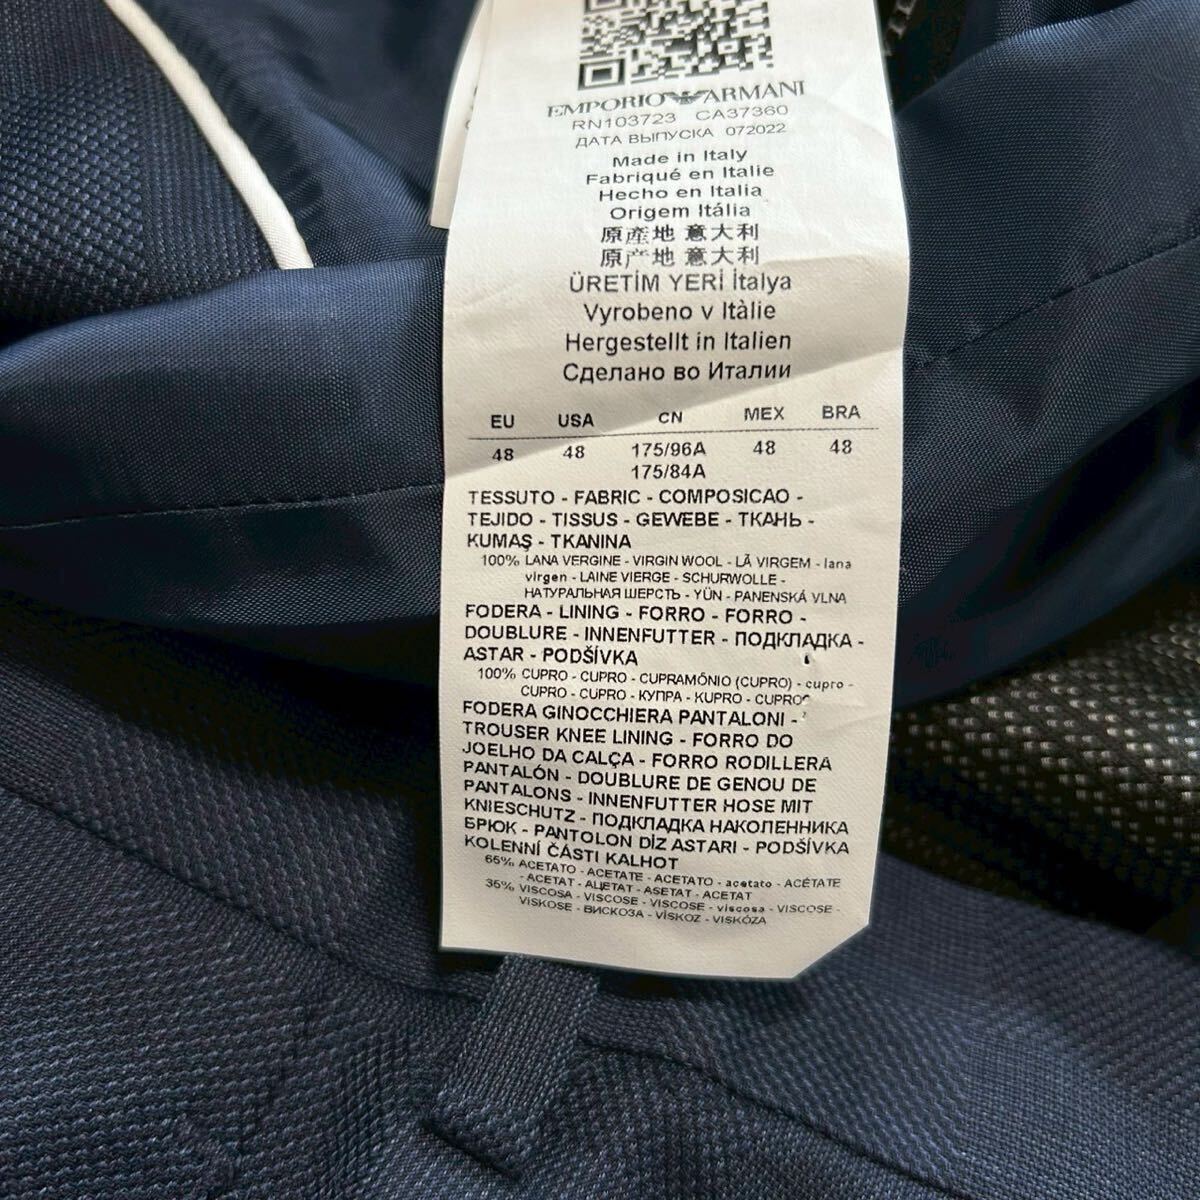 EMPORIO ARMANI
RN103723 CA37360
ДАТА ВЫПУСКА 072022
Made in Italy
Fabriqué en Italie
Hecho en Italia
Origem Itália
原産地 意大利
原产地 意大利
ÜRETİM YERİ İtalya
Vyrobeno v Itàlie
Hergestellt in Italien
Сделано во Италии
EU USA CN MEX BRA
48 48 175/96A 48 48
175/84A
TESSUTO - FABRIC - COMPOSICAO -
TEJIDO - TISSUS - GEWEBE - ТКАНЬ -
KUMAŞ - TKANINA
100% LANA VERGINE - VIRGIN WOOL - LÃ VIRGEM - lana
virgen - LAINE VIERGE - SCHURWOLLE -
НАТУРАЛЬНАЯ ШЕРСТЬ - YÜN - PANENSKÁ VLNA
FODERA - LINING - FORRO - FORRO -
DOUBLURE - INNENFUTTER - ПОДКЛАДКА -
ASTAR - PODŠÍVKA
100% CUPRO - CUPRO - CUPRAMÔNIO (CUPRO) - cupro -
CUPRO - CUPRO - КУПРА - KUPRO - CUPRO
FODERA GINOCCHIERA PANTALONI -
TROUSER KNEE LINING - FORRO DO
JOELHO DA CALÇA - FORRO RODILLERA
PANTALÓN - DOUBLURE DE GENOU DE
PANTALONS - INNENFUTTER HOSE MIT
KNIESCHUTZ - ПОДКЛАДКА НАКОЛЕННИКА
БРЮК - PANTOLON DİZ ASTARI - PODŠÍVKA
KOLENNÍ ČÁSTI KALHOT
65% ACETATO - ACETATE - ACETATO - acetato - ACÉTATE
- ACETAT - АЦЕТАТ - ASETAT - ACETAT
35% VISCOSA - VISCOSE - VISCOSE - viscosa - VISCOSE -
VISKOSE - ВИСКОЗА - VİSKOZ - VISKÓZA